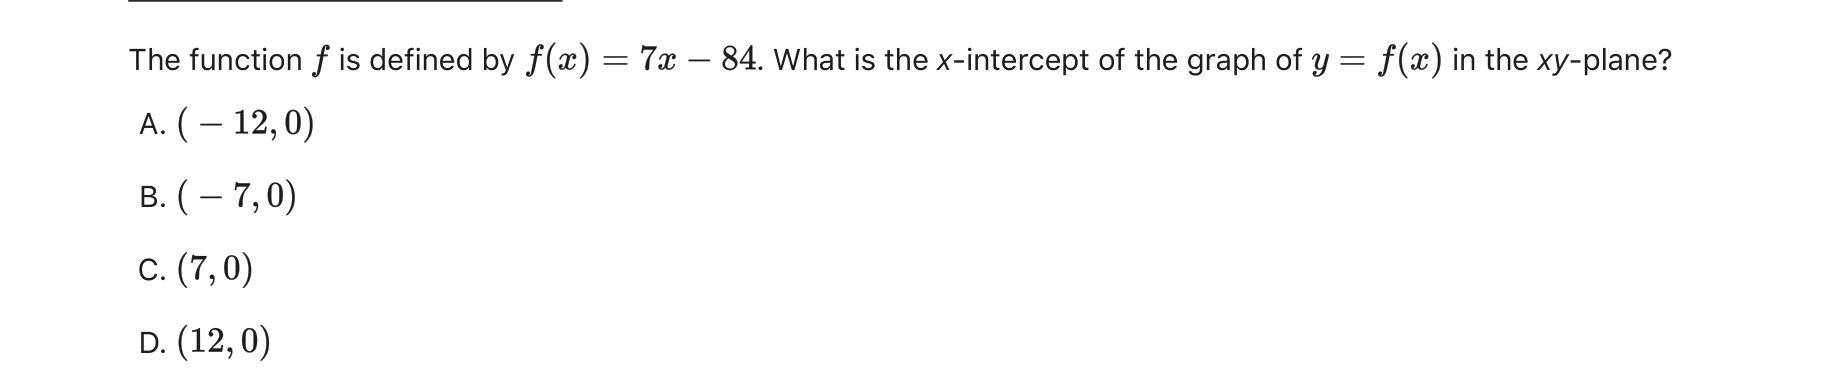 The function f is defined by f(x) = 7x − 84. What is the x-intercept of the graph of y = f(x) in the xy-plane?
A. ( − 12, 0)
B. ( − 7, 0)
C. (7, 0)
D. (12, 0)